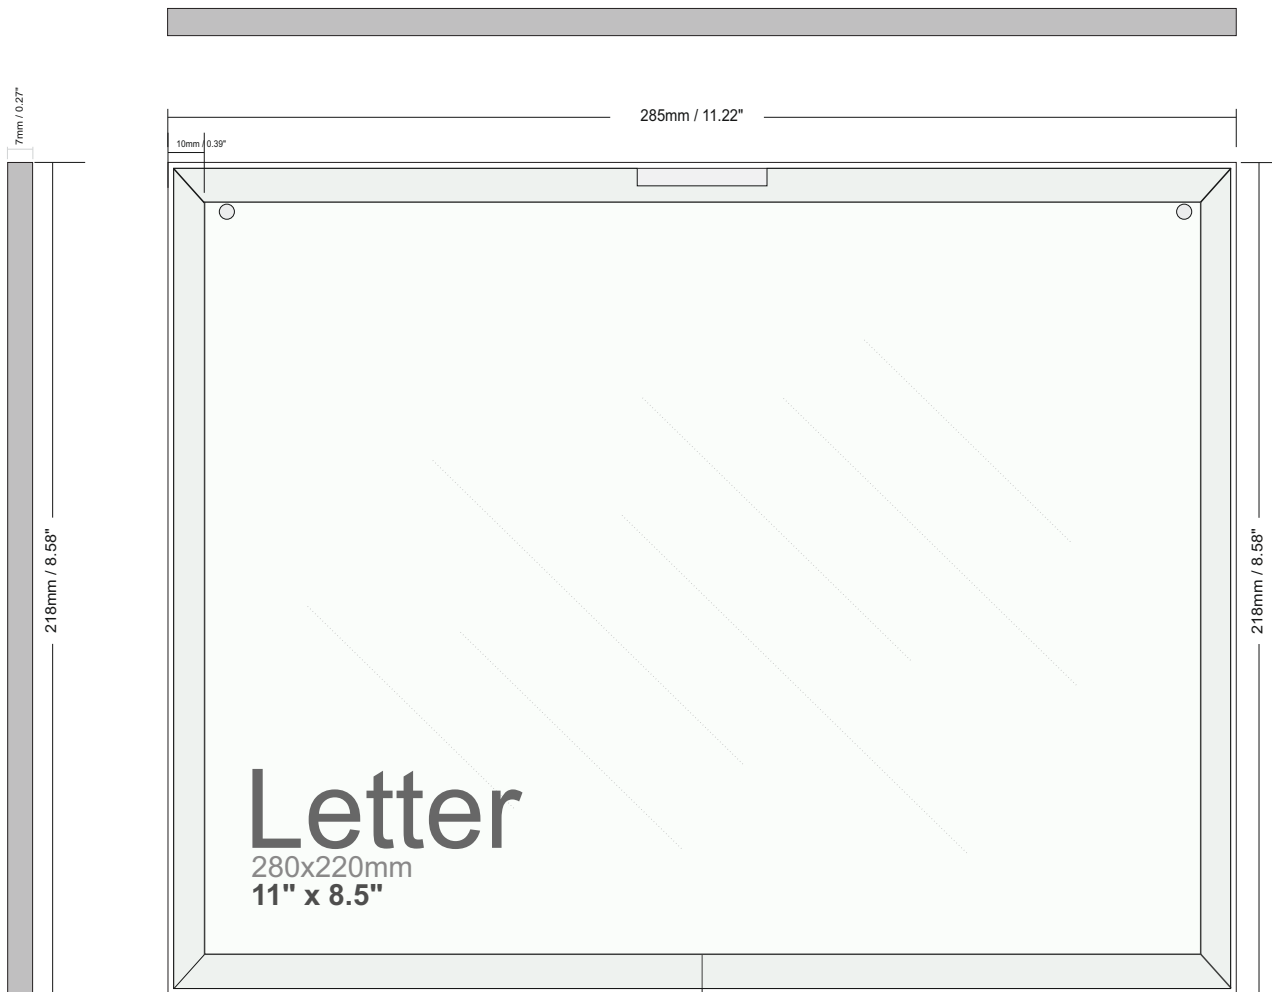 7mm / 0.27"
285mm / 11.22"
10mm / 0.39"
218mm / 8.58"
218mm / 8.58"
Letter
280x220mm
11" x 8.5"